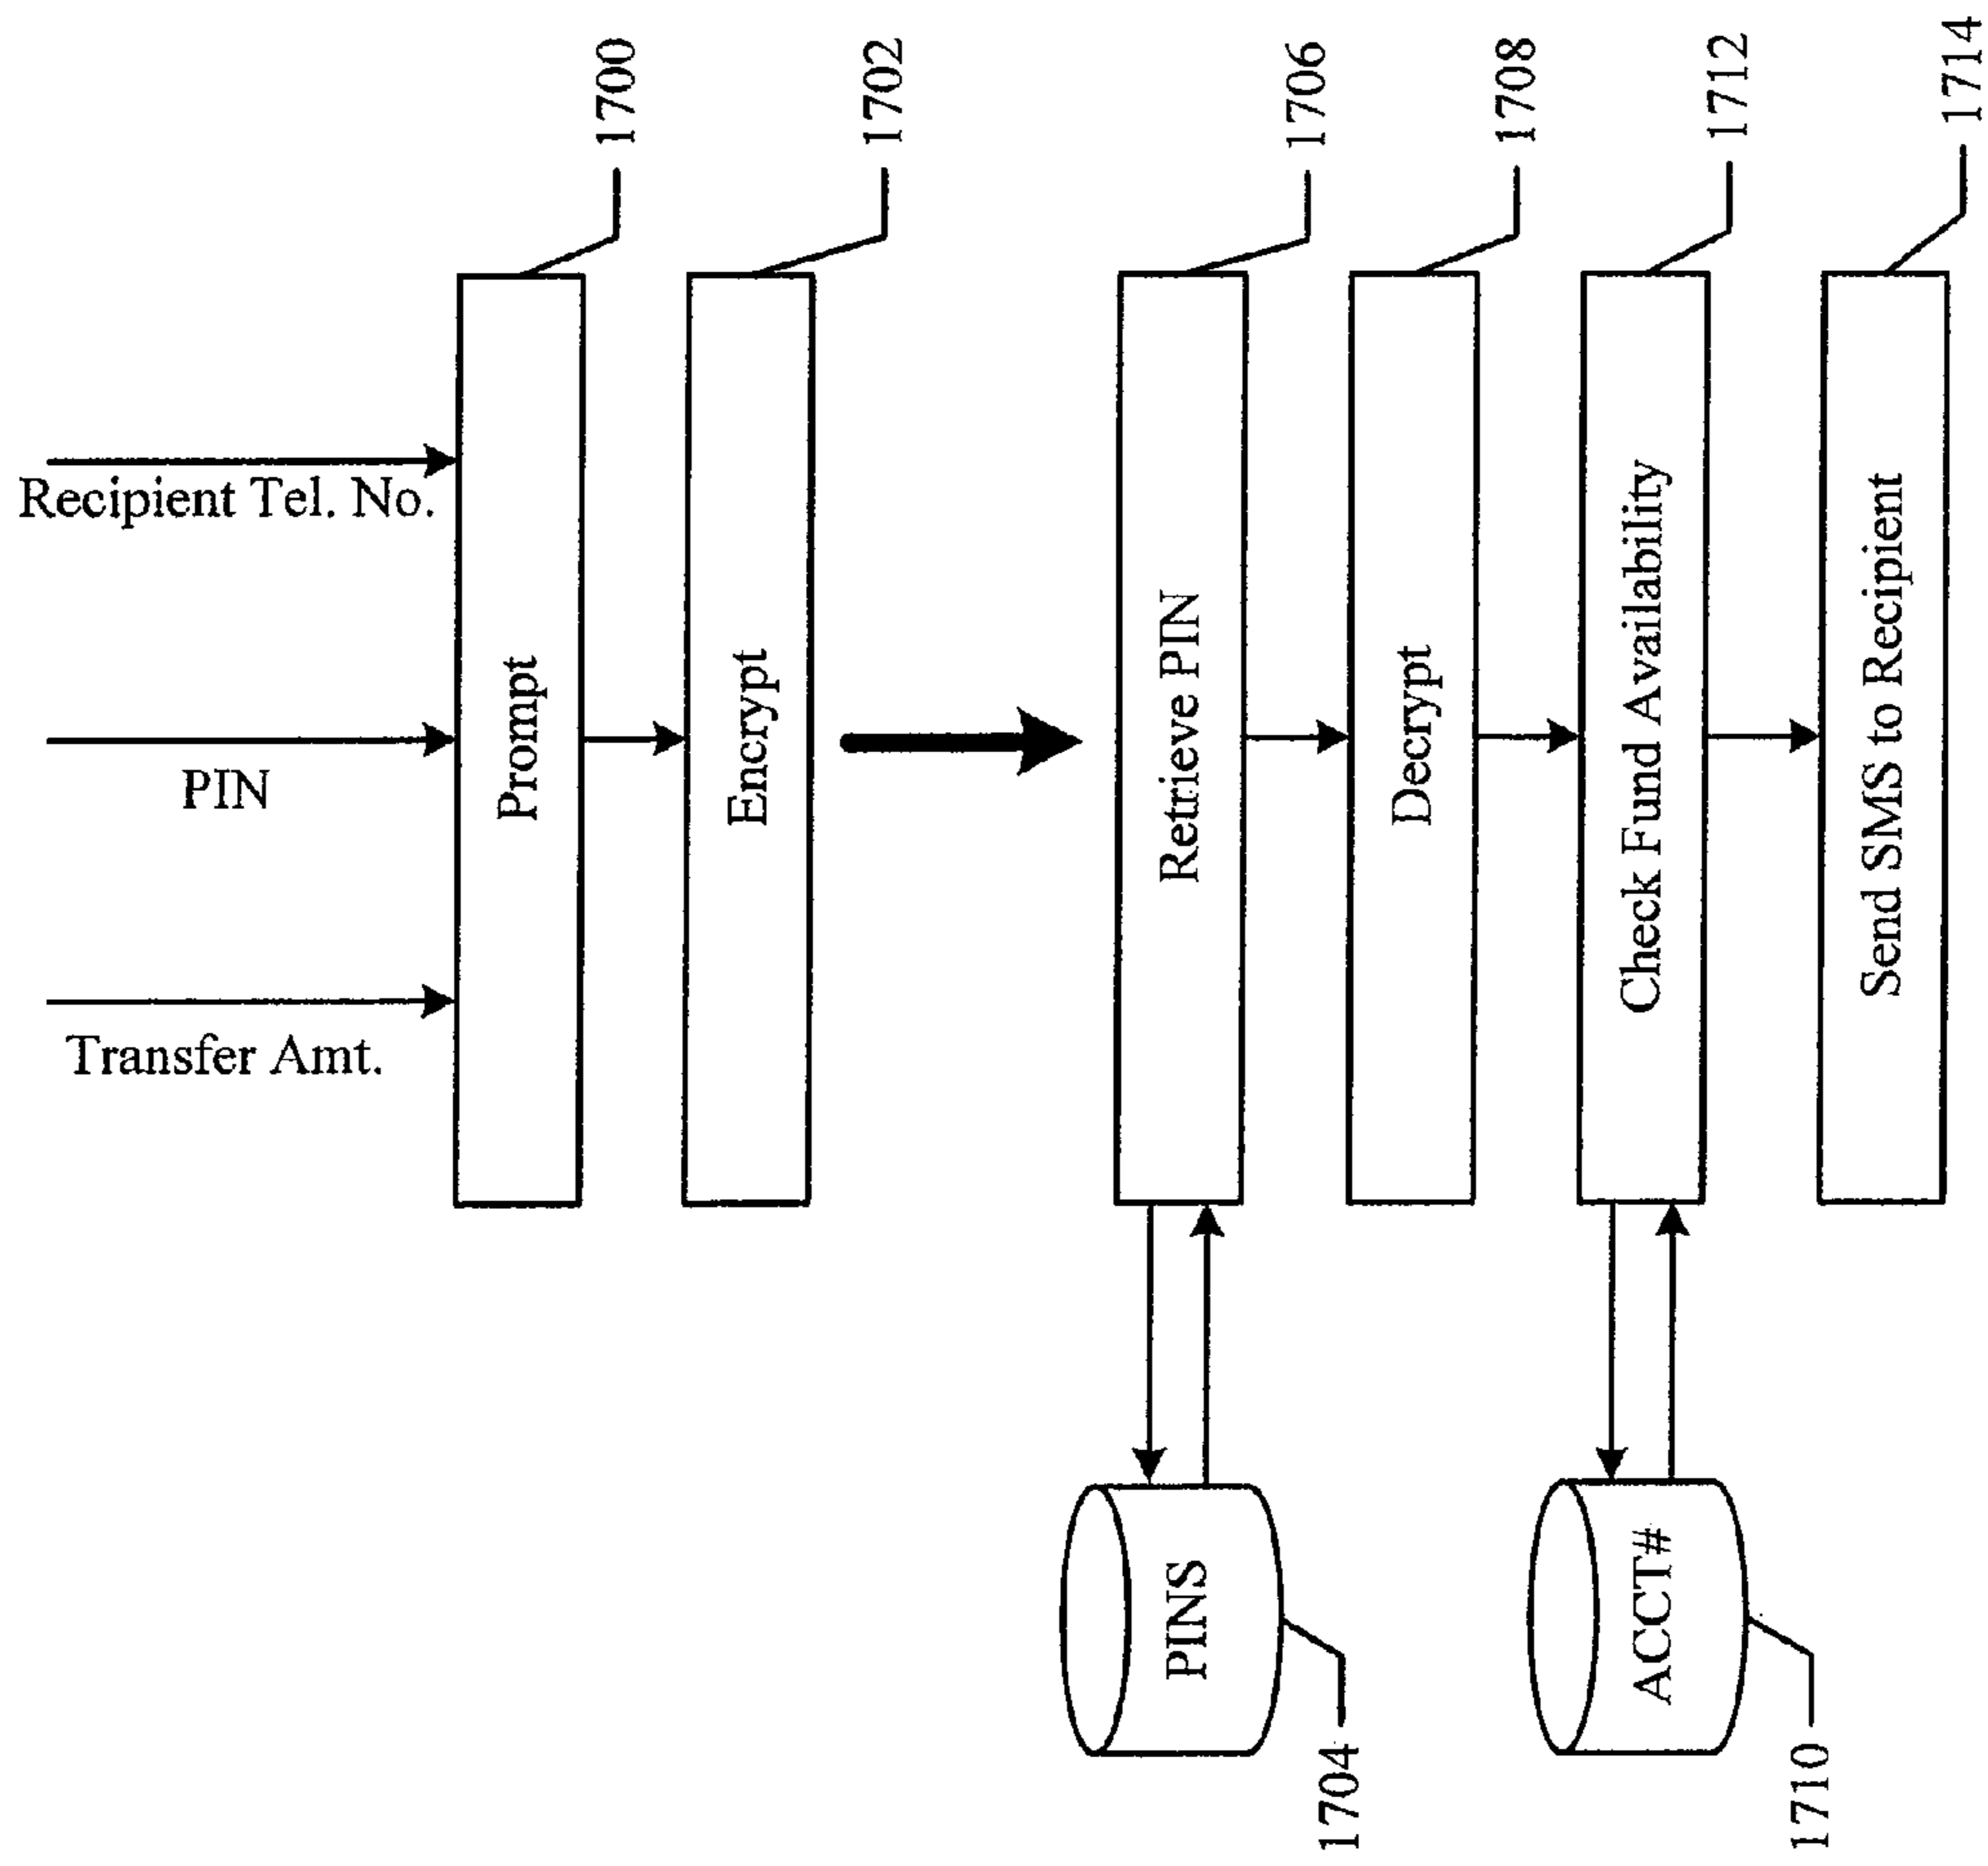 Transfer Amt.
PIN
Recipient Tel. No.
Prompt
1700
Encrypt
1702
PINS
1704
Retrieve PIN
1706
Decrypt
1708
ACCT#
1710
Check Fund Availability
1712
Send SMS to Recipient
1714